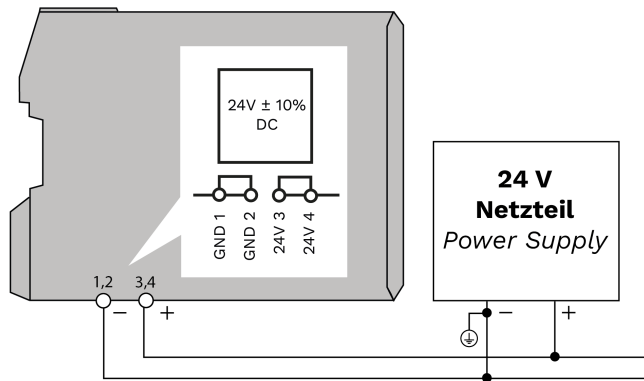 24V ± 10%
DC
GND 1
GND 2
24V 3
24V 4
1,2
3,4
− +
24 V
Netzteil
Power Supply
− +